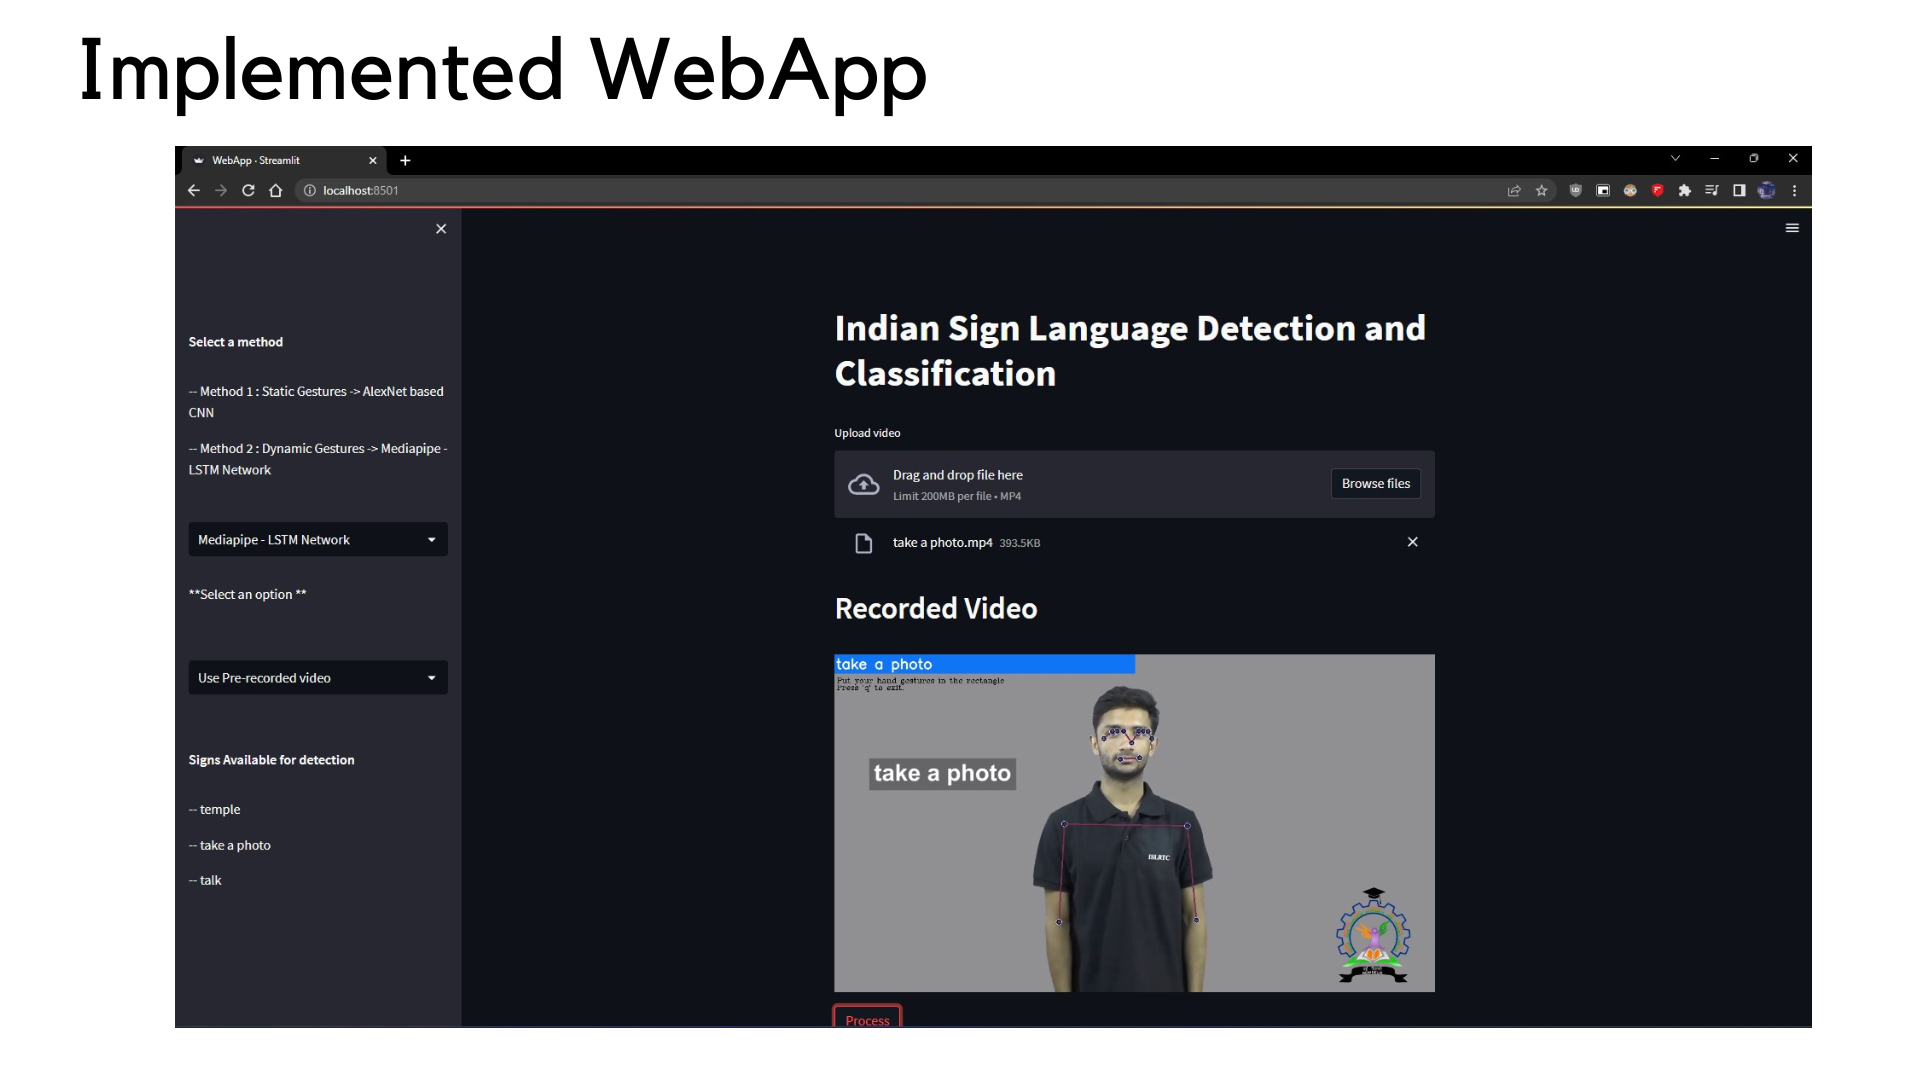 Implemented WebApp
WebApp · Streamlit
localhost:8501
Select a method
-- Method 1 : Static Gestures -> AlexNet based
CNN
-- Method 2 : Dynamic Gestures -> Mediapipe -
LSTM Network
Mediapipe - LSTM Network
**Select an option **
Use Pre-recorded video
Signs Available for detection
-- temple
-- take a photo
-- talk
Indian Sign Language Detection and
Classification
Upload video
Drag and drop file here
Limit 200MB per file • MP4
Browse files
take a photo.mp4 393.5KB
Recorded Video
take a photo
Put your hand gestures in the rectangle
Press 'q' to exit.
take a photo
ISLRTC
Process